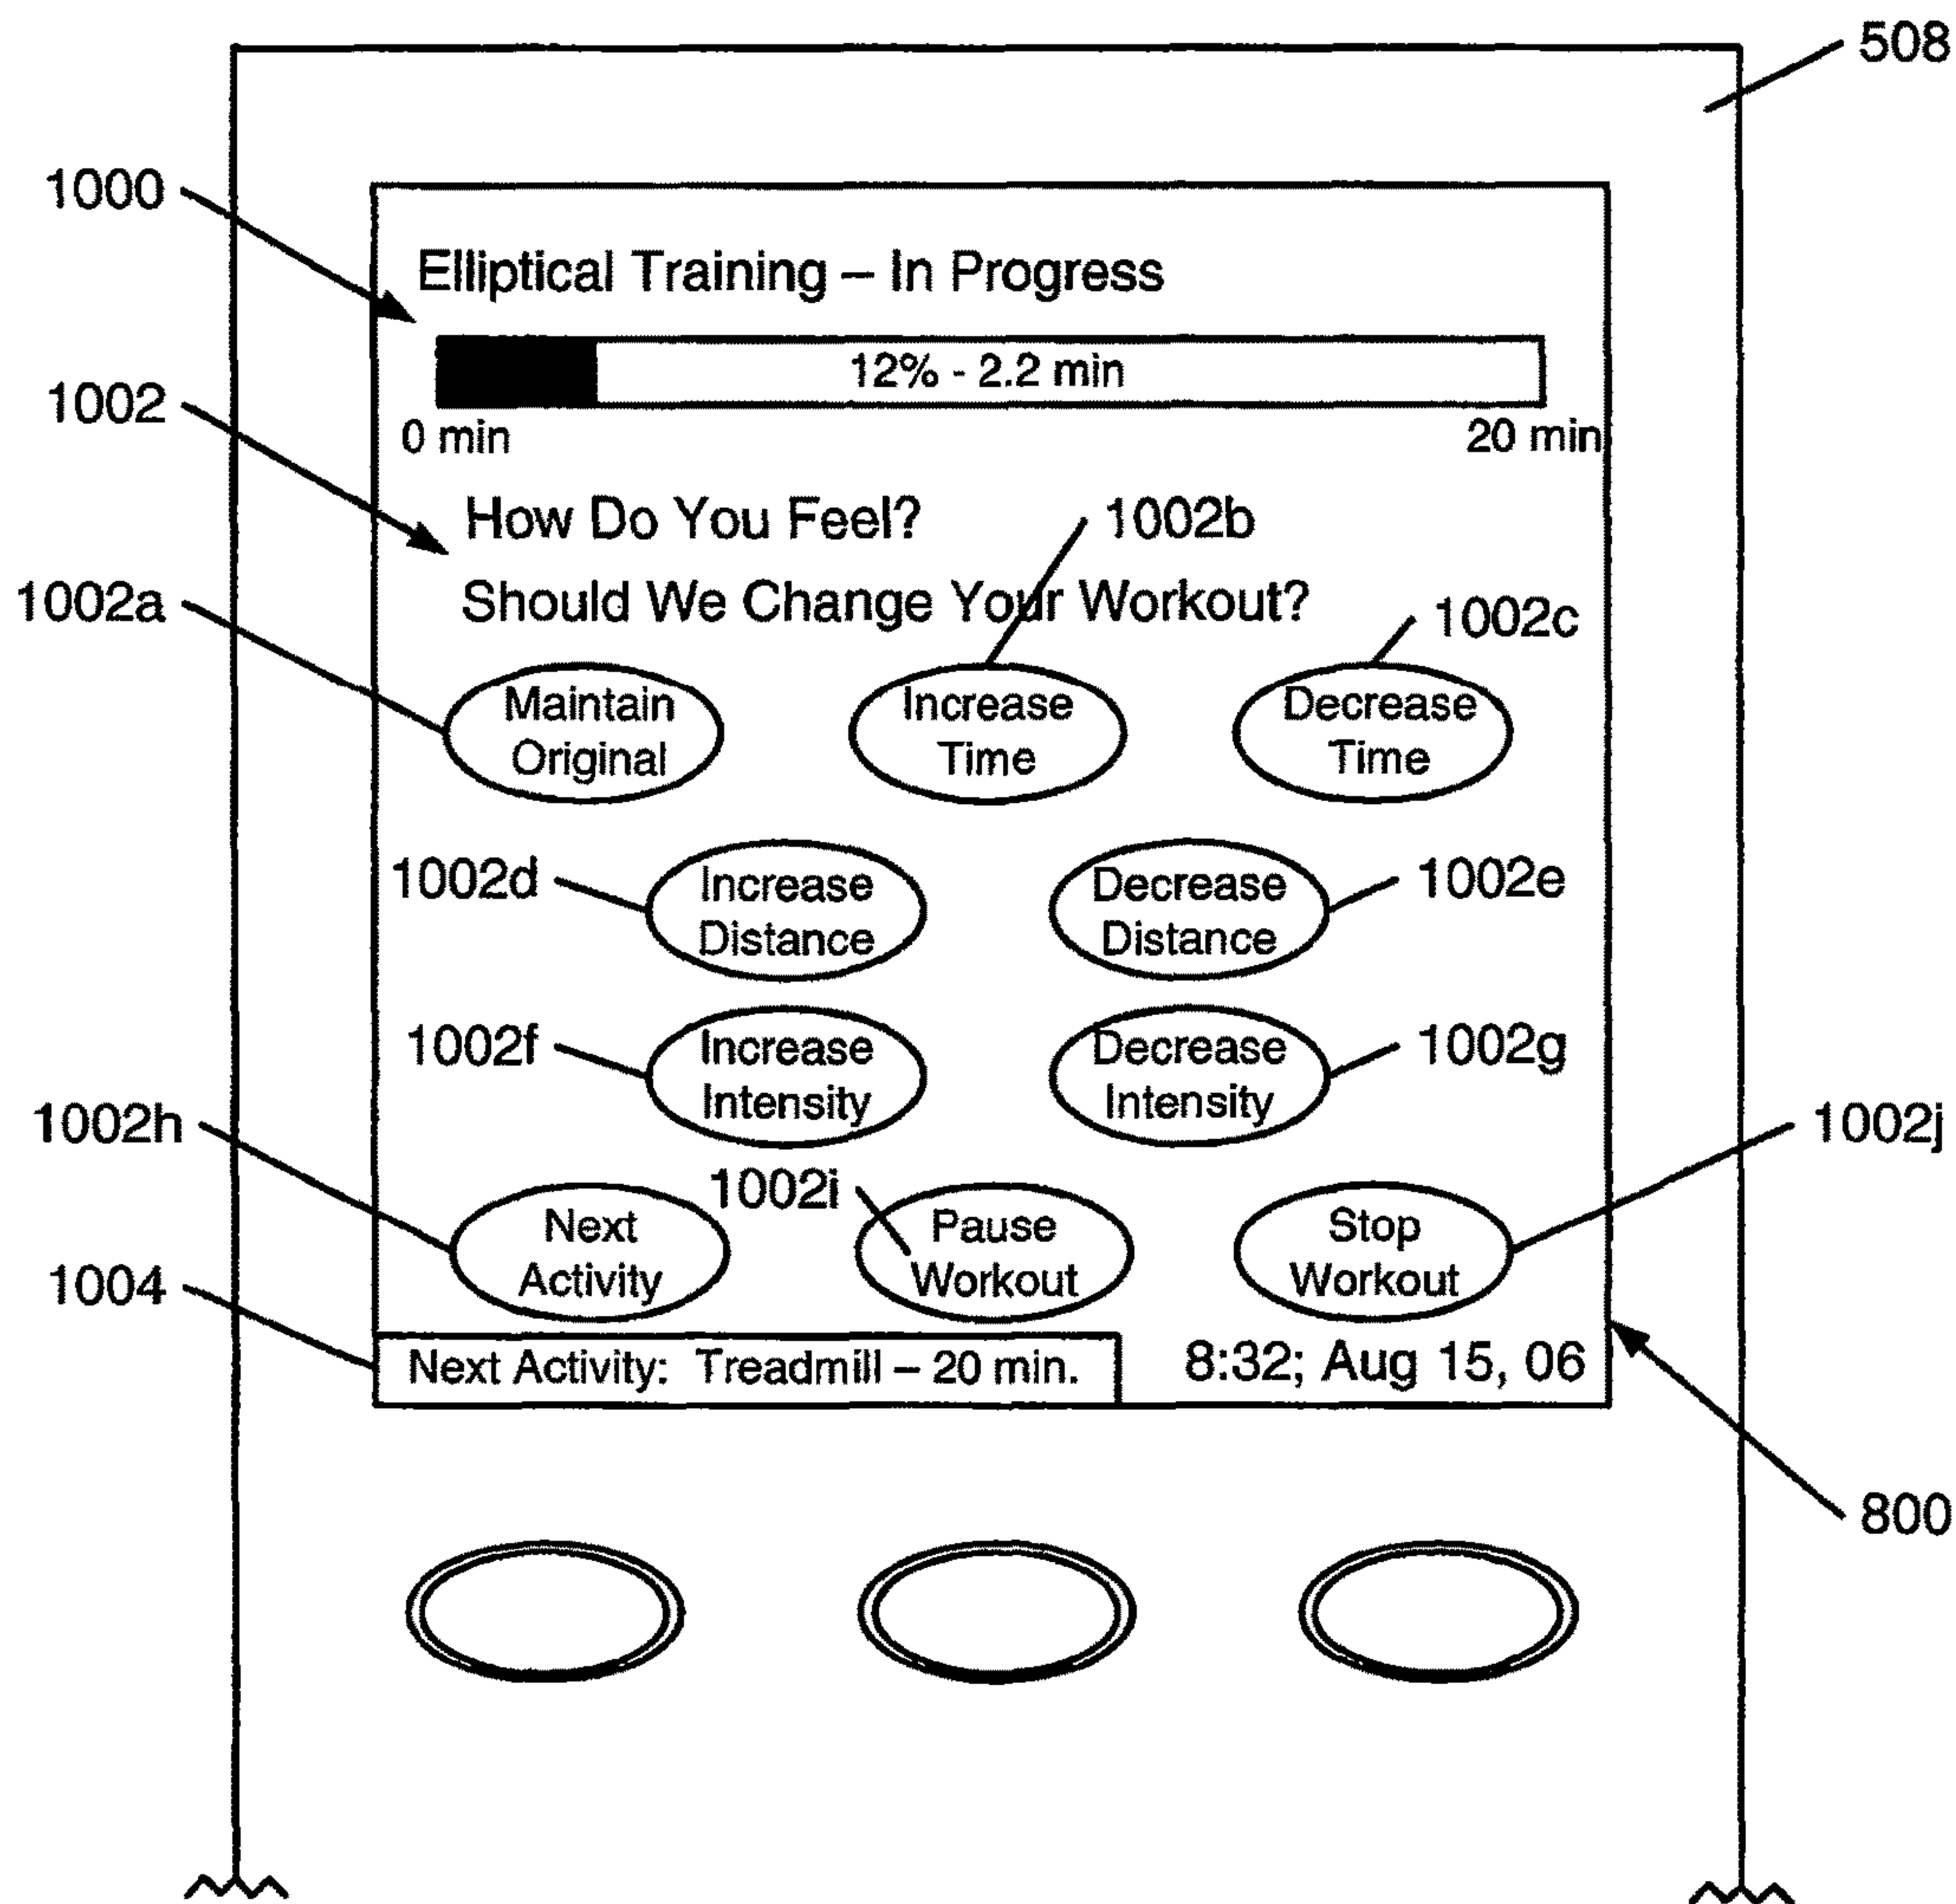 508
1000
Elliptical Training – In Progress
12% - 2.2 min
0 min 20 min
1002
How Do You Feel?
1002b
Should We Change Your Workout?
1002a
1002c
Maintain Original
Increase Time
Decrease Time
1002d
Increase Distance
Decrease Distance
1002e
1002f
Increase Intensity
Decrease Intensity
1002g
1002h
1002i
1002j
Next Activity
Pause Workout
Stop Workout
1004
Next Activity: Treadmill – 20 min.
8:32; Aug 15, 06
800